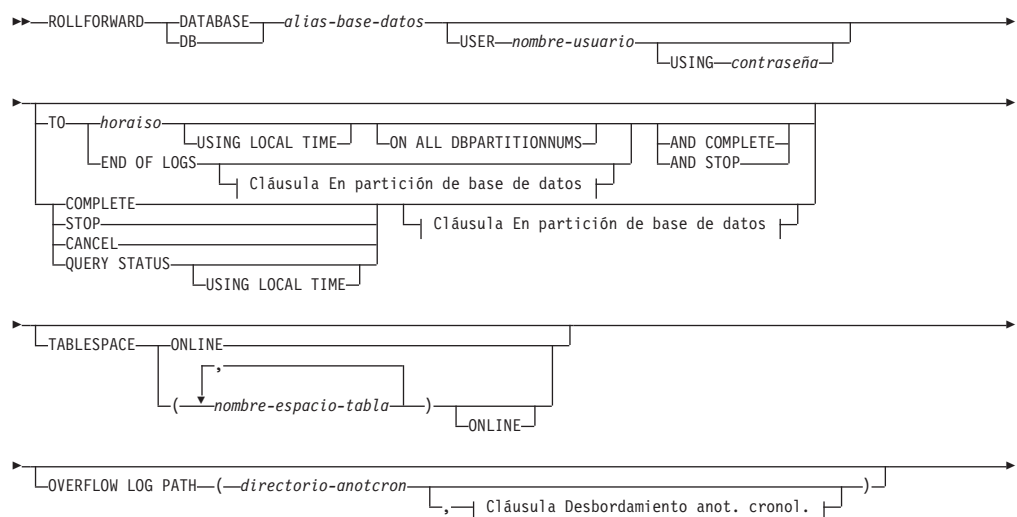 ROLLFORWARD DATABASE alias-base-datos
DB USER nombre-usuario
USING contraseña
TO horaiso
USING LOCAL TIME ON ALL DBPARTITIONNUMS AND COMPLETE
END OF LOGS AND STOP
Cláusula En partición de base de datos
COMPLETE
STOP Cláusula En partición de base de datos
CANCEL
QUERY STATUS
USING LOCAL TIME
TABLESPACE ONLINE
,
( nombre-espacio-tabla )
ONLINE
OVERFLOW LOG PATH ( directorio-anotcron )
, Cláusula Desbordamiento anot. cronol.